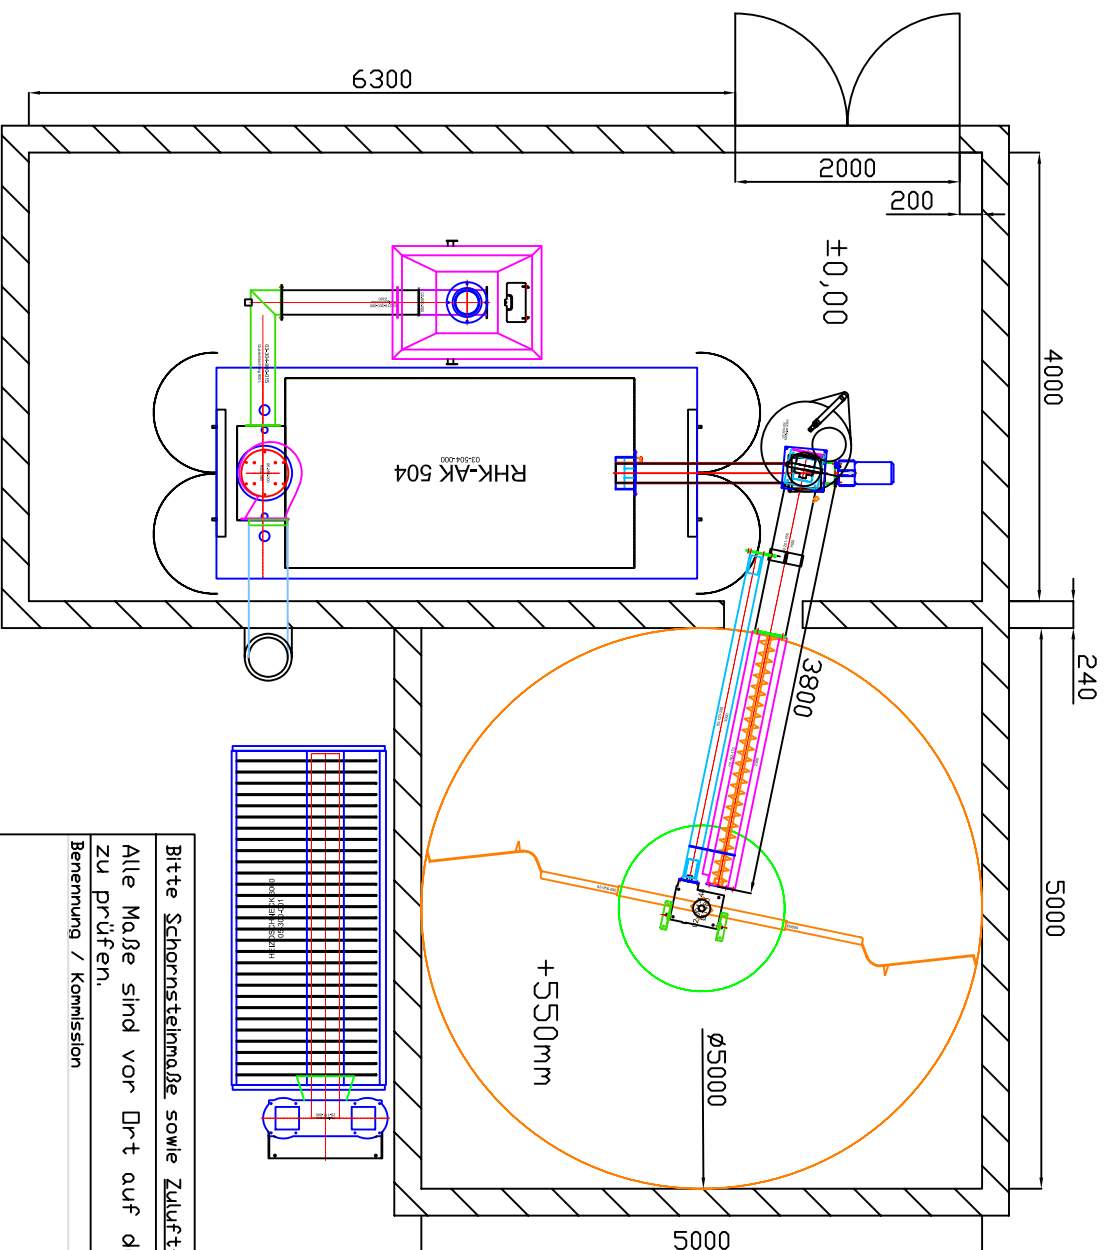 6300
2000
200
±0,00
4000
240
RHK-AK 504
03-504-000
3800
5000
ø5000
+550mm
5000
Bitte Schornsteinmaße sowie
Alle Maße sind vor Ort auf
zu prüfen.
Benennung / Kommission